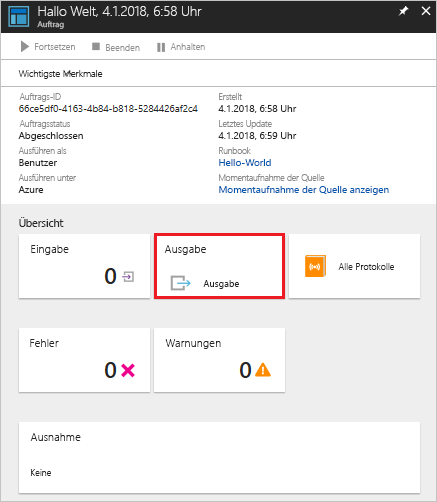 Hallo Welt, 4.1.2018, 6:58 Uhr
Auftrag
Fortsetzen Beenden Anhalten
Wichtigste Merkmale
Auftrags-ID Erstellt
66ce5df0-4163-4b84-b818-5284426af2c4 4.1.2018, 6:58 Uhr
Auftragsstatus Letztes Update
Abgeschlossen 4.1.2018, 6:59 Uhr
Ausführen als Runbook
Benutzer Hello-World
Ausführen unter Momentaufnahme der Quelle
Azure Momentaufnahme der Quelle anzeigen
Übersicht
Eingabe Ausgabe
0 Ausgabe Alle Protokolle
Fehler Warnungen
0 0
Ausnahme
Keine